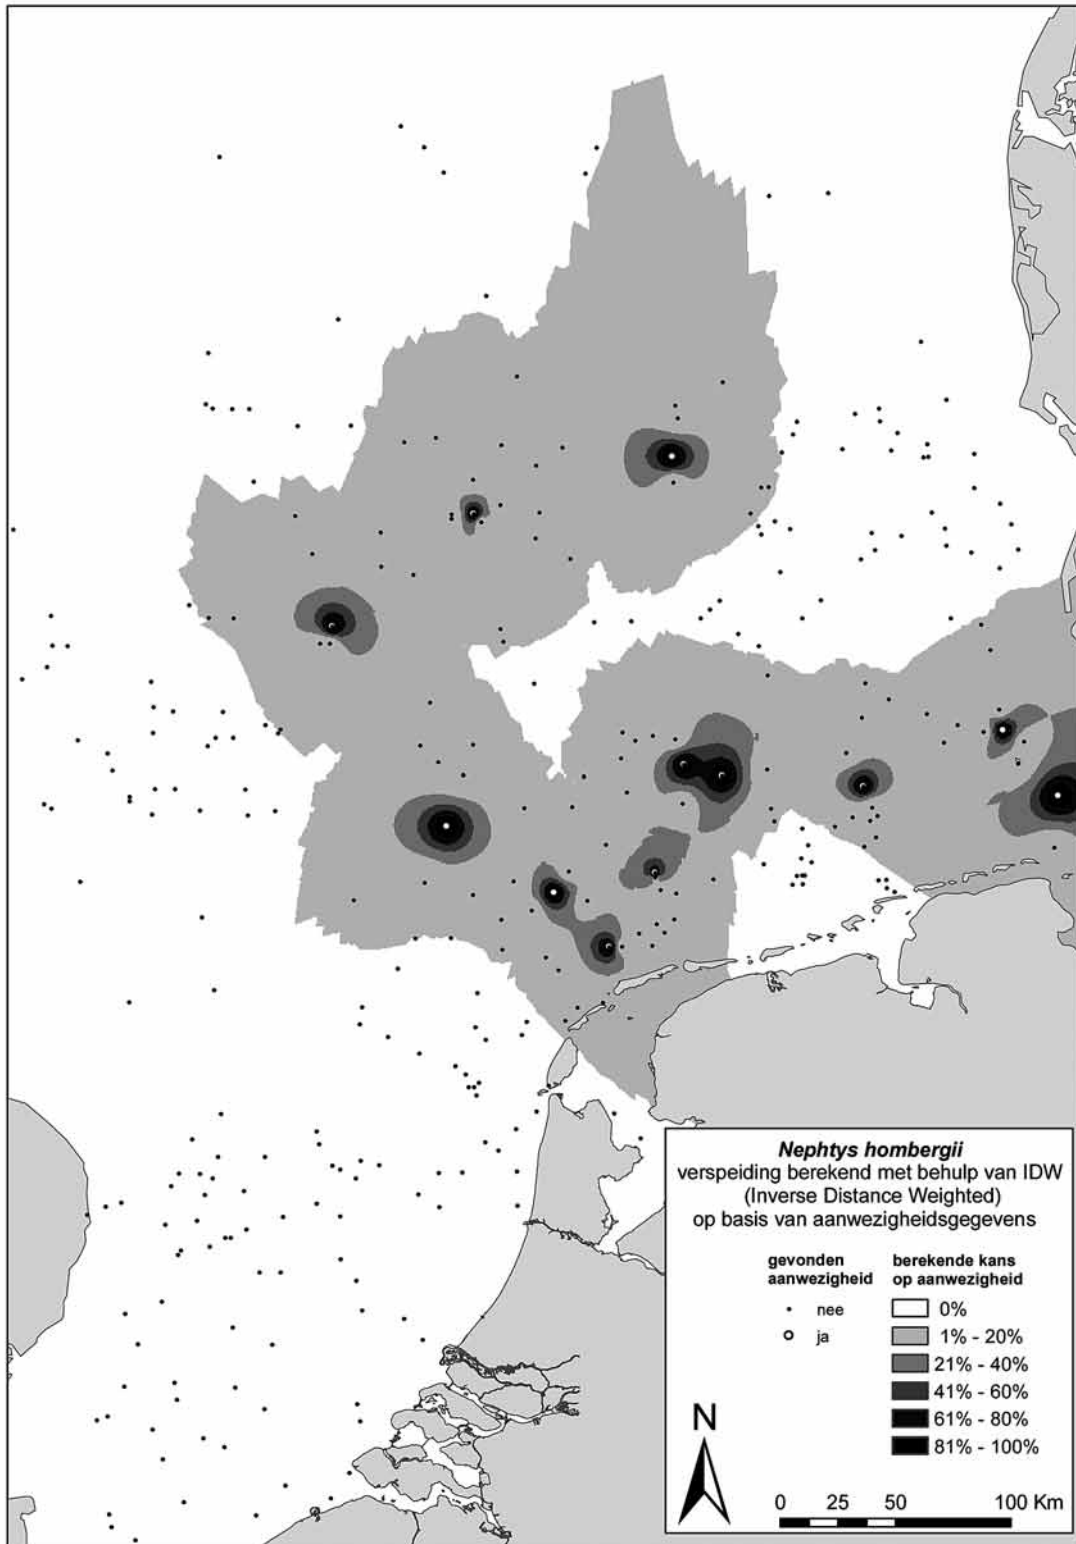 Nephtys hombergii
verspeiding berekend met behulp van IDW
(Inverse Distance Weighted)
op basis van aanwezigheidsgegevens
gevonden
aanwezigheid
nee
ja
berekende kans
op aanwezigheid
0%
1% - 20%
21% - 40%
41% - 60%
61% - 80%
81% - 100%
N
0 25 50 100 Km